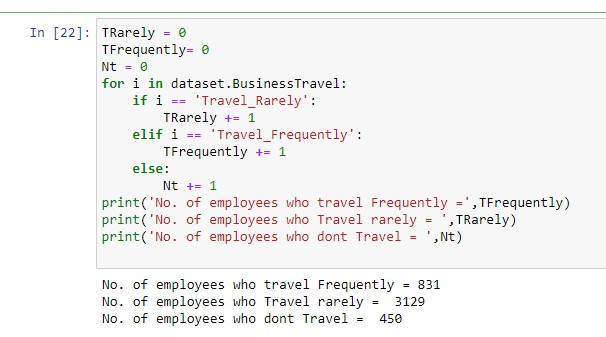 In [22]: TRarely = 0
TFrequently= 0
Nt = 0
for i in dataset.BusinessTravel:
    if i == 'Travel_Rarely':
        TRarely += 1
    elif i == 'Travel_Frequently':
        TFrequently += 1
    else:
        Nt += 1
print('No. of employees who travel Frequently =',TFrequently)
print('No. of employees who Travel rarely = ',TRarely)
print('No. of employees who dont Travel = ',Nt)
No. of employees who travel Frequently = 831
No. of employees who Travel rarely =  3129
No. of employees who dont Travel =  450